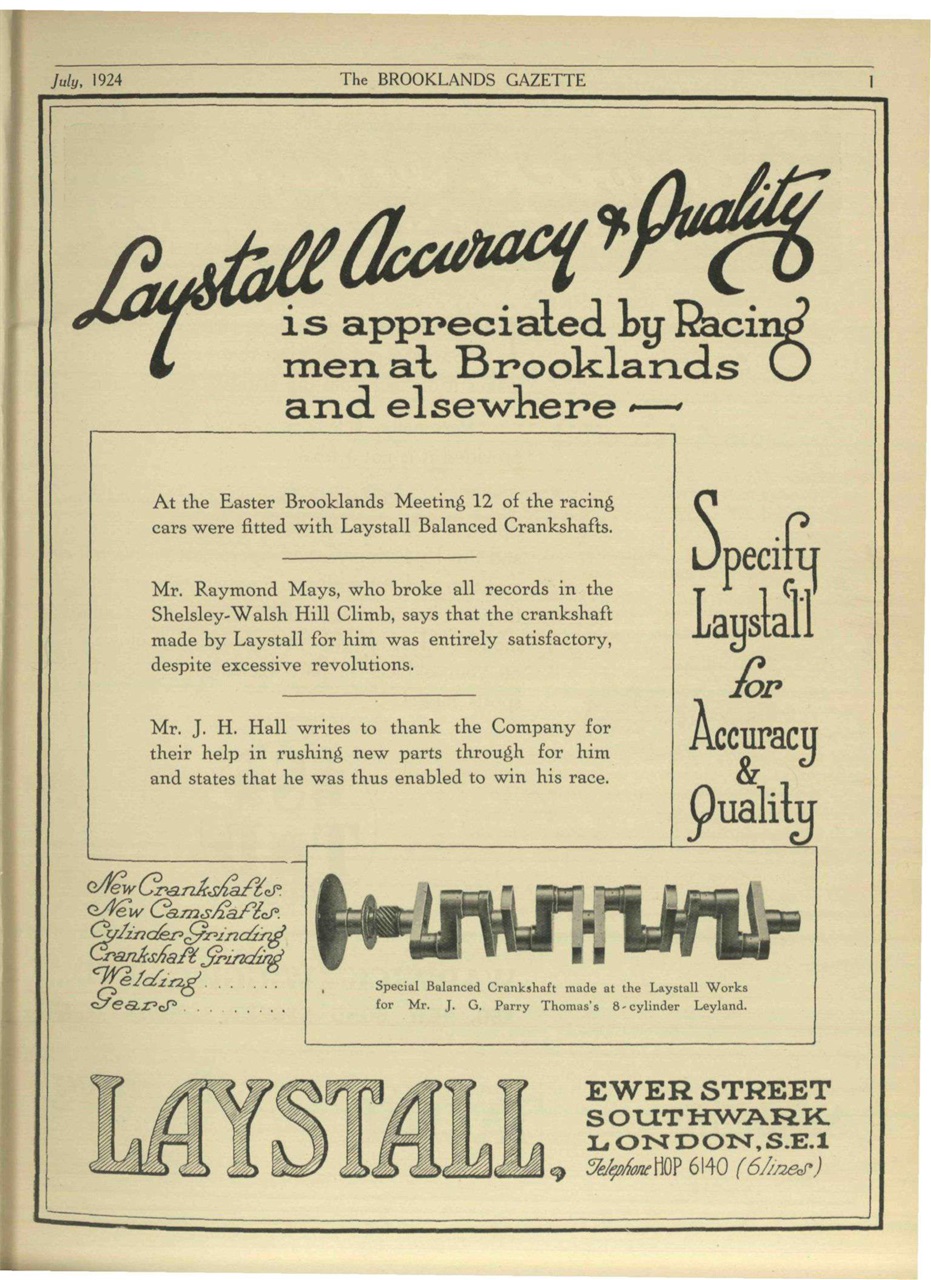 July, 1924 The BROOKLANDS GAZETTE 1
Laystall Accuracy & Quality
is appreciated by Racing
men at Brooklands
and elsewhere —
At the Easter Brooklands Meeting 12 of the racing
cars were fitted with Laystall Balanced Crankshafts.
Mr. Raymond Mays, who broke all records in the
Shelsley-Walsh Hill Climb, says that the crankshaft
made by Laystall for him was entirely satisfactory,
despite excessive revolutions.
Mr. J. H. Hall writes to thank the Company for
their help in rushing new parts through for him
and states that he was thus enabled to win his race.
Specify
Laystall
for
Accuracy
&
Quality
New Crankshafts.
New Camshafts.
Cylinder Grinding
Crankshaft Grinding
Welding . . . . . . .
Gears . . . . . . . . .
Special Balanced Crankshaft made at the Laystall Works
for Mr. J. G. Parry Thomas's 8-cylinder Leyland.
LAYSTALL,
EWER STREET
SOUTHWARK
LONDON, S.E.1
Telephone HOP 6140 (6 lines)